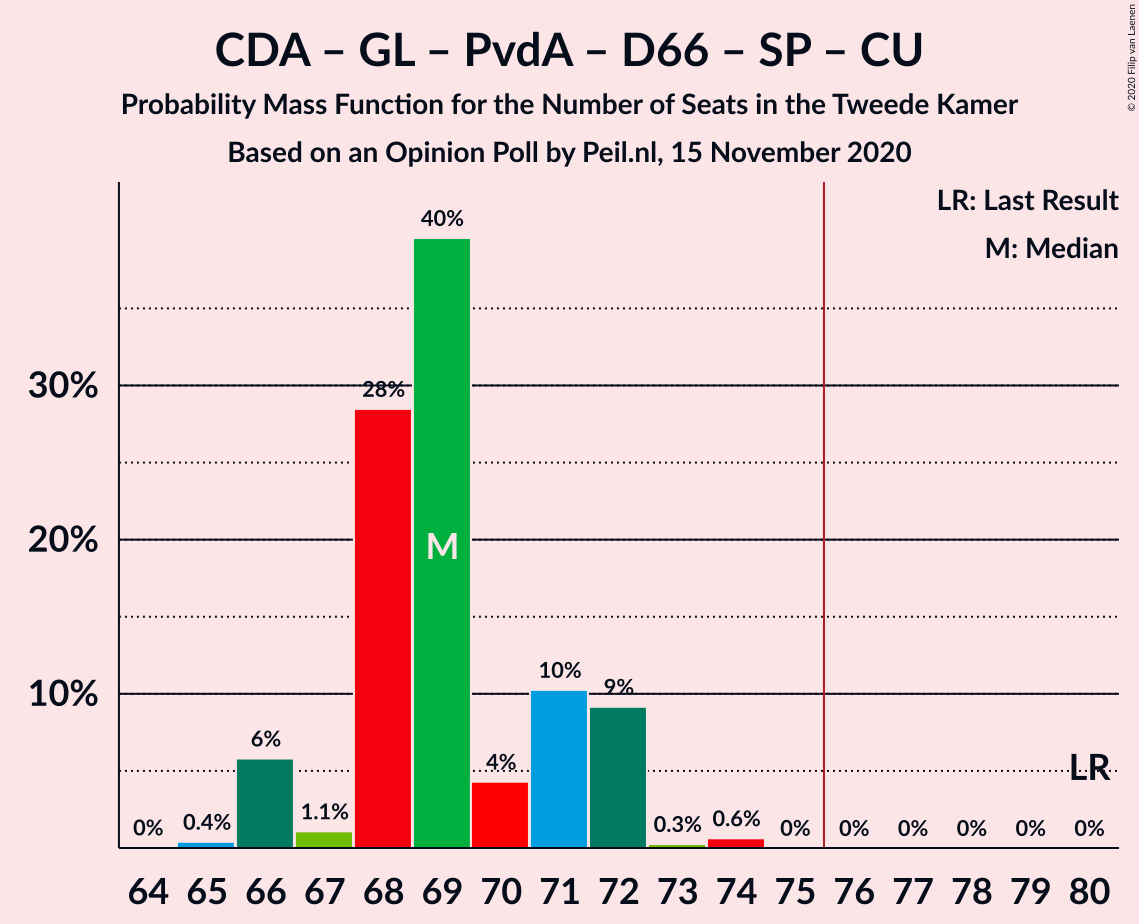 CDA – GL – PvdA – D66 – SP – CU
Probability Mass Function for the Number of Seats in the Tweede Kamer
Based on an Opinion Poll by Peil.nl, 15 November 2020
© 2020 Filip van Laenen
LR: Last Result
M: Median
40%
30%
28%
20%
M
10%
10%
9%
6%
4%
LR
1.1%
0% 0.4% 0.3% 0.6% 0% 0% 0% 0% 0% 0%
64 65 66 67 68 69 70 71 72 73 74 75 76 77 78 79 80